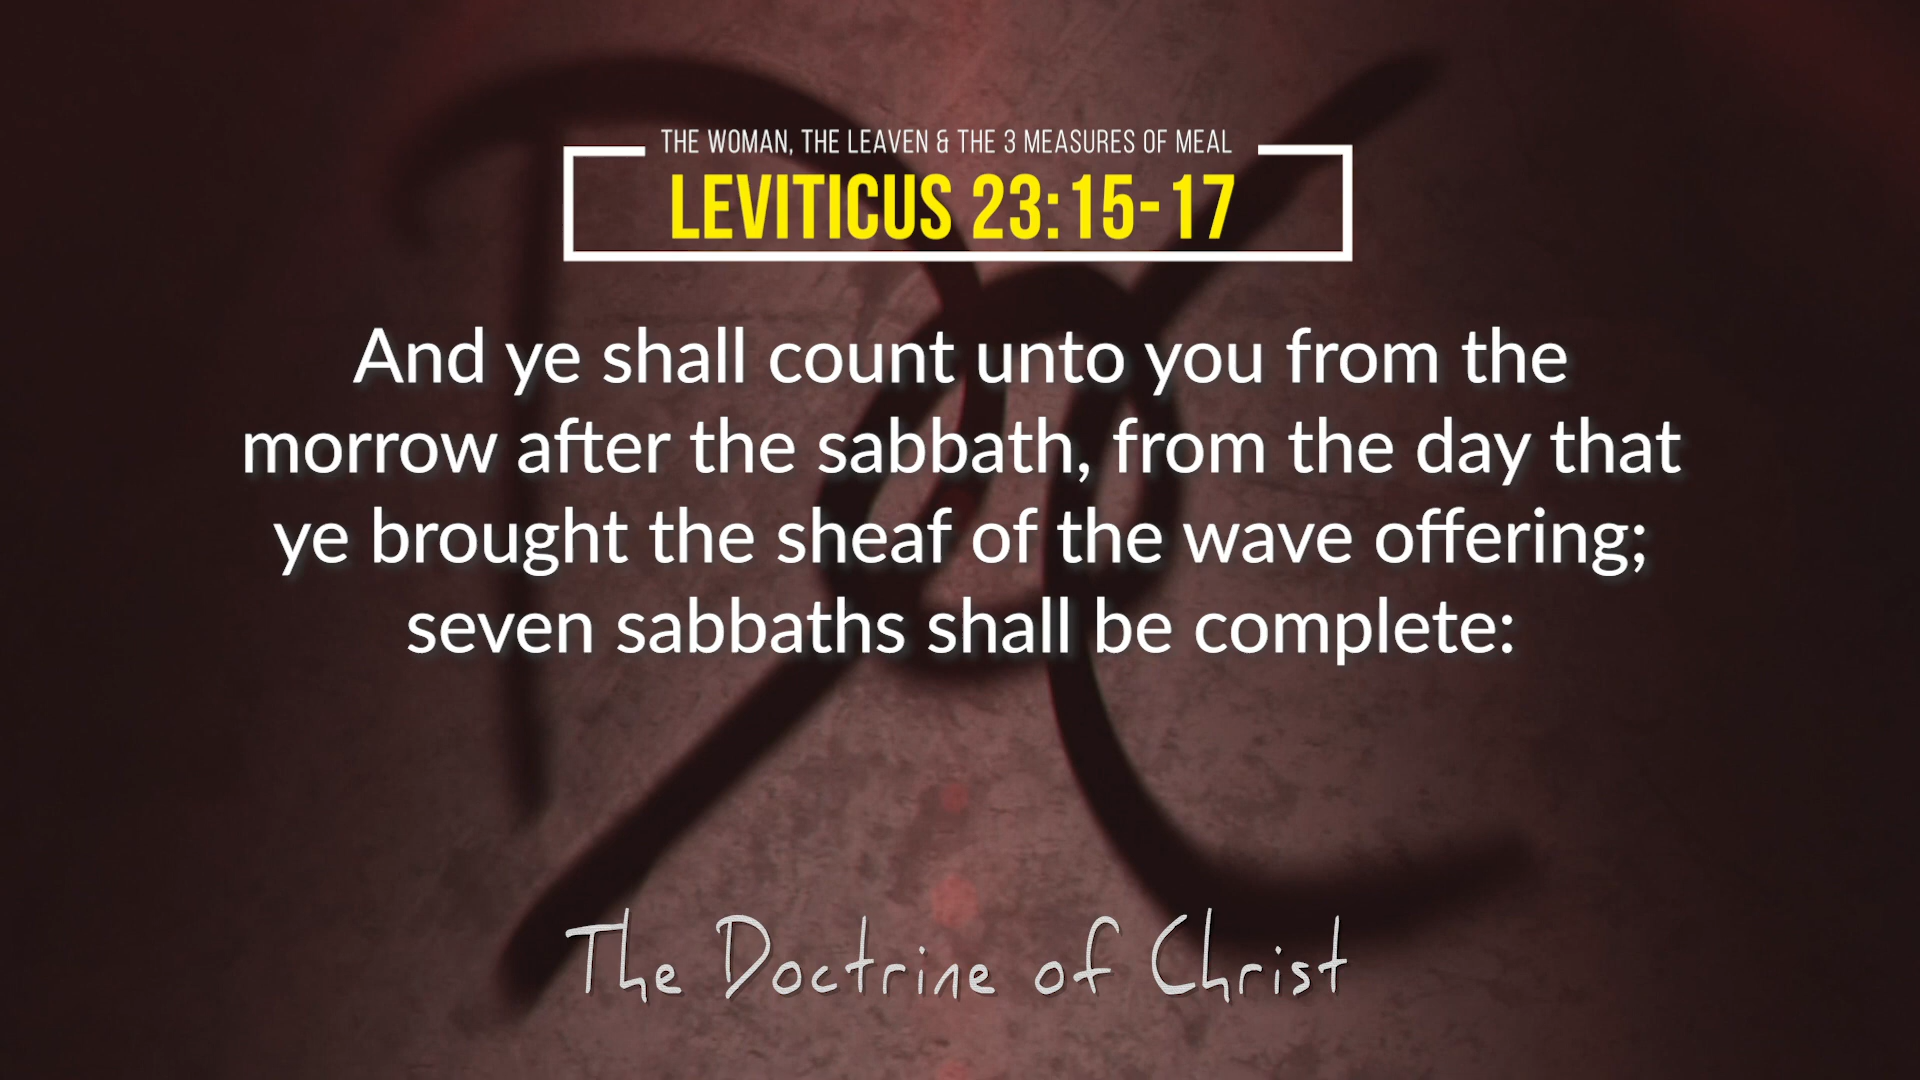 THE WOMAN, THE LEAVEN & THE 3 MEASURES OF MEAL
LEVITICUS 23:15-17
And ye shall count unto you from the
morrow after the sabbath, from the day that
ye brought the sheaf of the wave offering;
seven sabbaths shall be complete:
The Doctrine of Christ